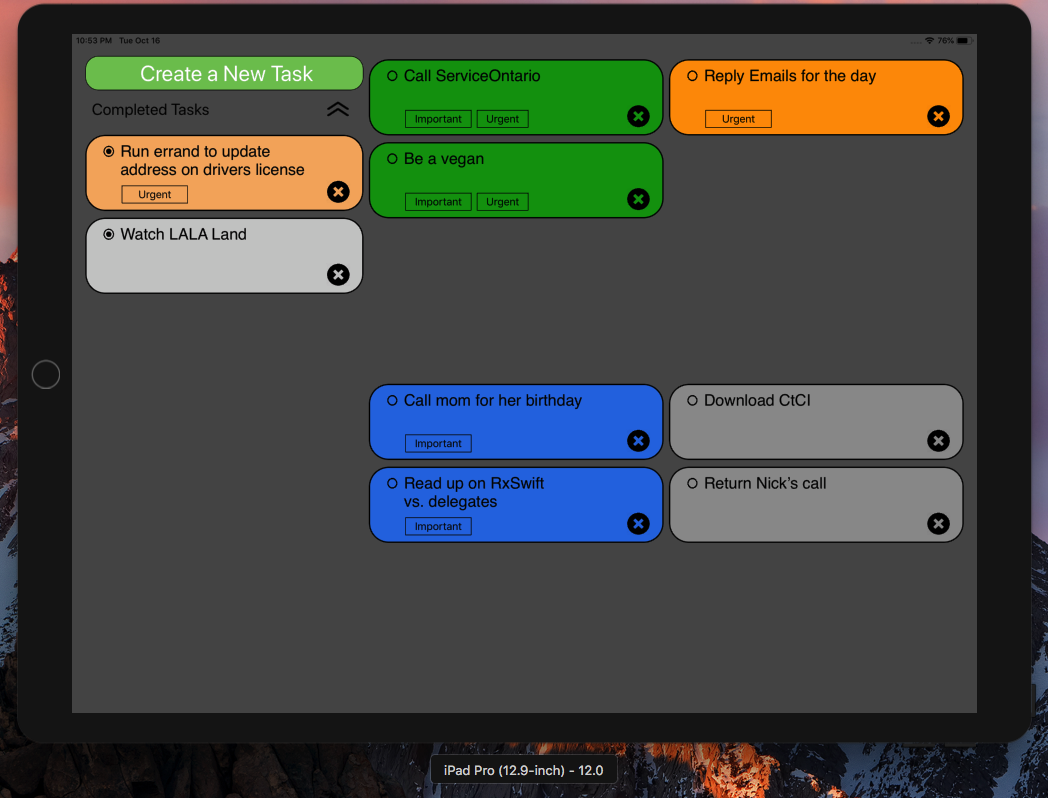 10:53 PM Tue Oct 16
76%
Create a New Task
Completed Tasks
Run errand to update
address on drivers license
Urgent
Watch LALA Land
Call ServiceOntario
Important Urgent
Be a vegan
Important Urgent
Reply Emails for the day
Urgent
Call mom for her birthday
Important
Read up on RxSwift
vs. delegates
Important
Download CtCI
Return Nick's call
iPad Pro (12.9-inch) - 12.0